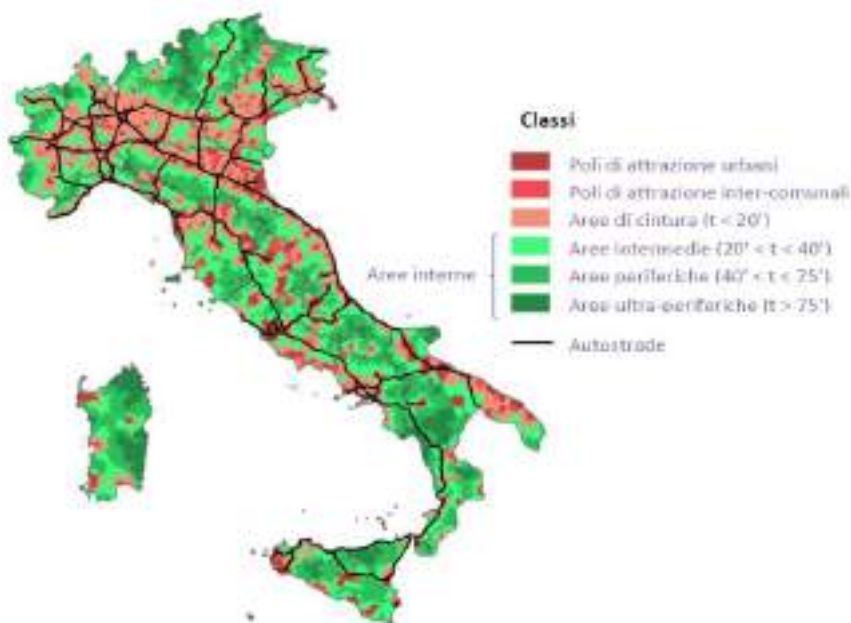 Classi
Poli di attrazione urbani
Poli di attrazione inter-comunali
Aree di cintura (t < 20')
Aree intermedie (20' < t < 40')
Aree interne
Aree periferiche (40' < t < 75')
Aree ultra-periferiche (t > 75')
Autostrade